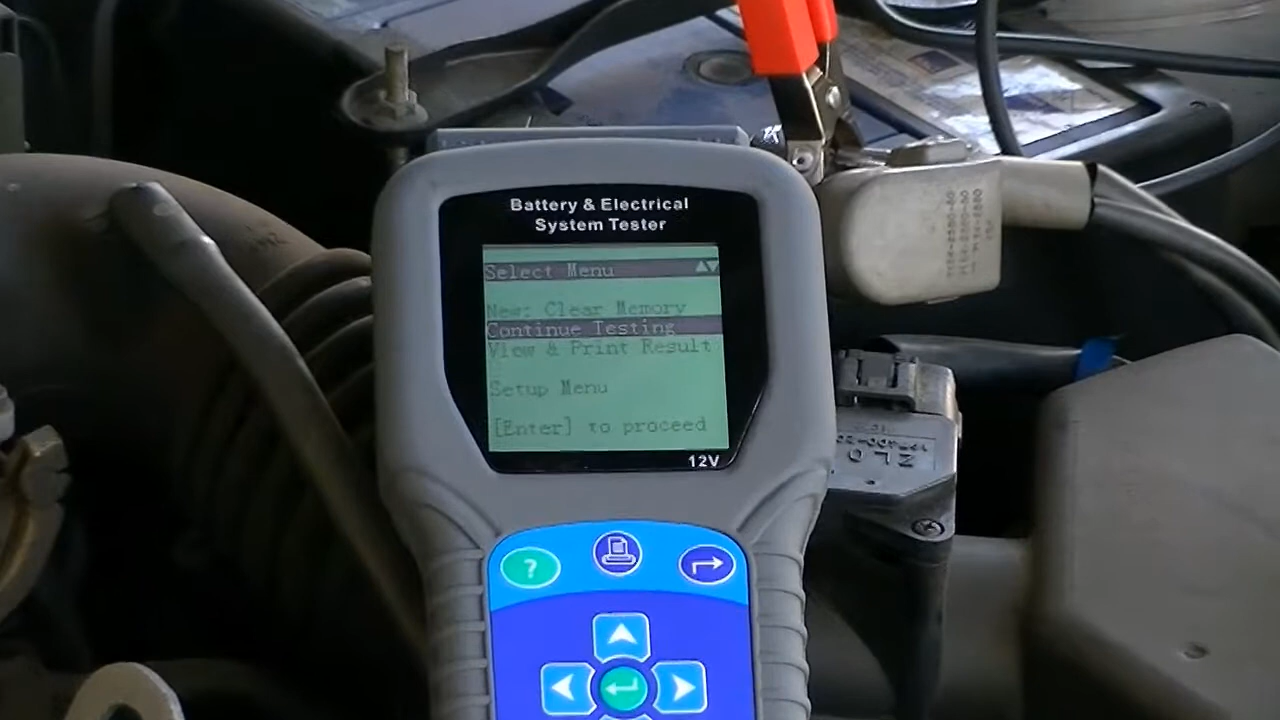 Battery & Electrical
System Tester
Select Menu
New: Clear Memory
Continue Testing
View & Print Result
Setup Menu
[Enter] to proceed
12V
?